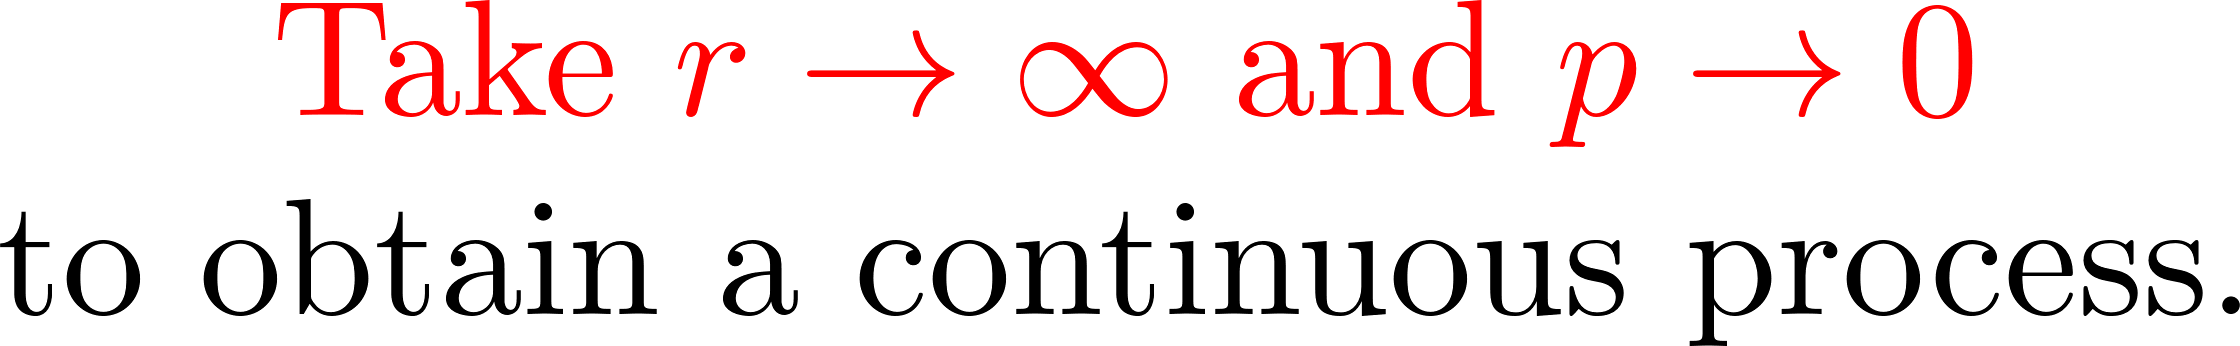 Take r → ∞ and p → 0
to obtain a continuous process.